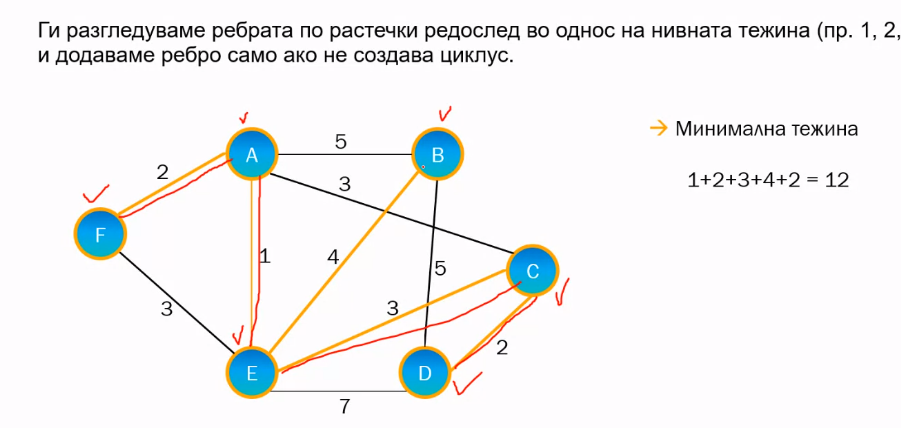 Ги разгледуваме ребрата по растечки редослед во однос на нивната тежина (пр. 1, 2,
и додаваме ребро само ако не создава циклус.
A
5
B
→ Минимална тежина
2
3
1+2+3+4+2 = 12
F
1
4
5
C
3
3
2
E
D
7